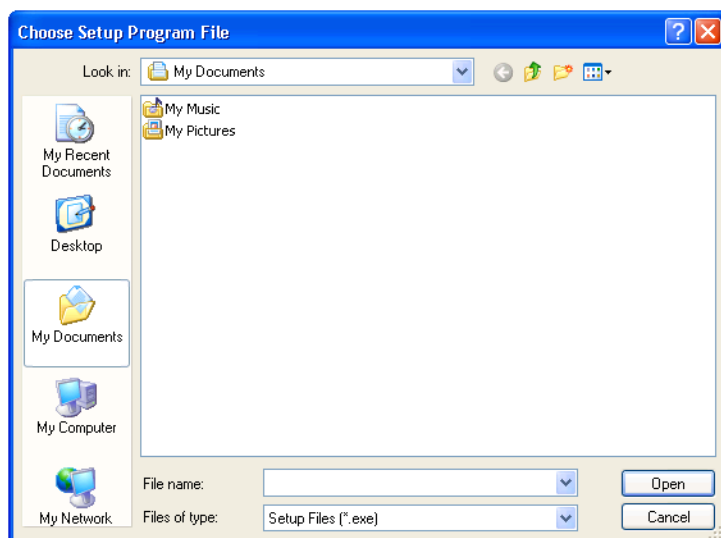 Choose Setup Program File
Look in: My Documents
My Music
My Pictures
My Recent
Documents
Desktop
My Documents
My Computer
My Network
File name:
Open
Files of type: Setup Files (*.exe)
Cancel